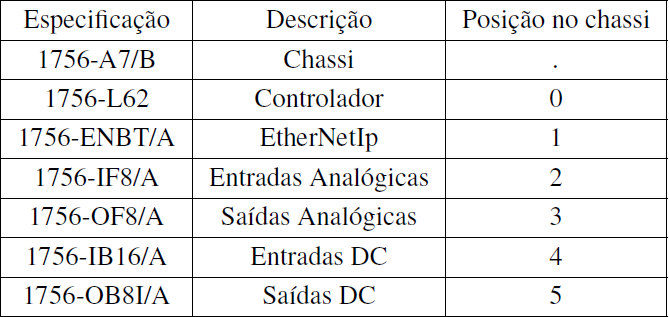 Especificação Descrição Posição no chassi
1756-A7/B Chassi .
1756-L62 Controlador 0
1756-ENBT/A EtherNetIp 1
1756-IF8/A Entradas Analógicas 2
1756-OF8/A Saídas Analógicas 3
1756-IB16/A Entradas DC 4
1756-OB8I/A Saídas DC 5